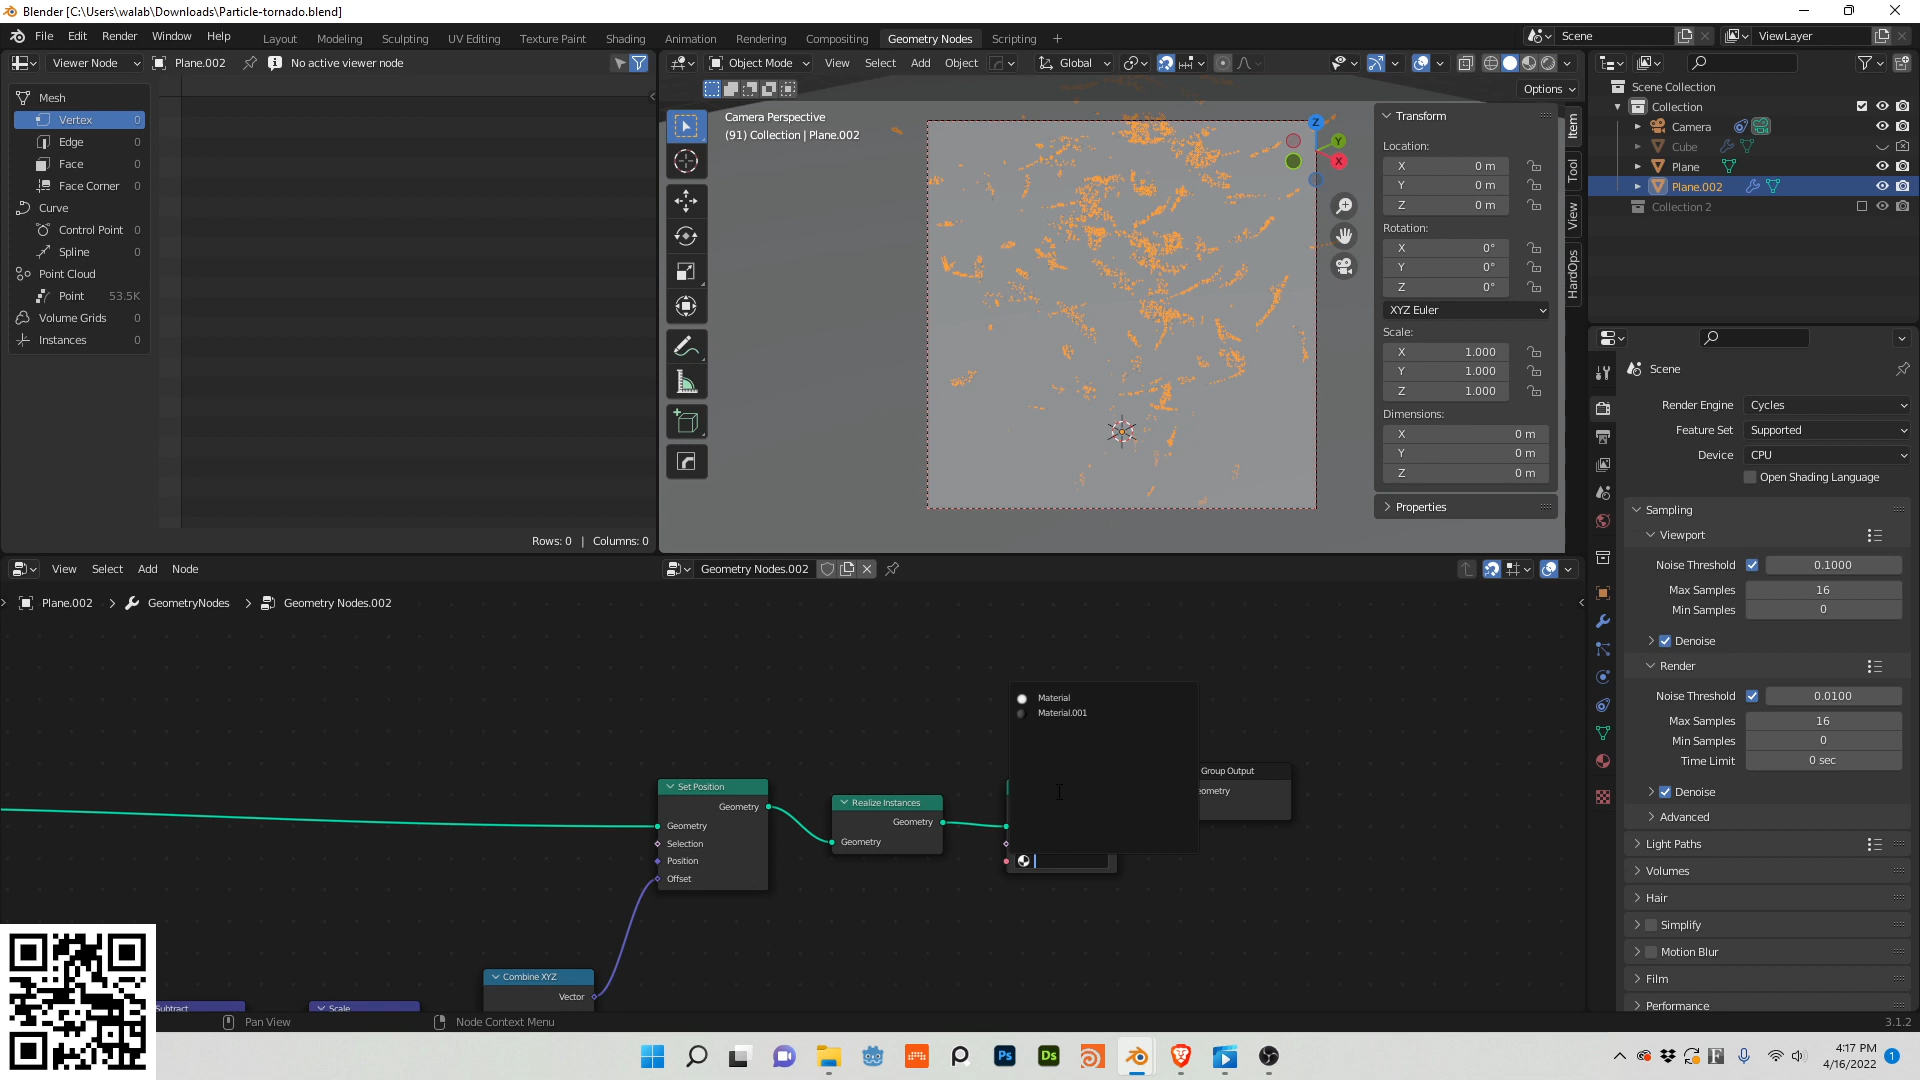 Blender [C:\Users\walab\Downloads\Particle-tornado.blend]
File Edit Render Window Help
Layout Modeling Sculpting UV Editing Texture Paint Shading Animation Rendering Compositing Geometry Nodes Scripting
Scene
ViewLayer
Viewer Node
Plane.002
No active viewer node
Mesh
Vertex 0
Edge 0
Face 0
Face Corner 0
Curve
Control Point 0
Spline 0
Point Cloud
Point 53.5K
Volume Grids 0
Instances 0
Rows: 0 | Columns: 0
Object Mode
View Select Add Object
Global
Options
Camera Perspective
(91) Collection | Plane.002
Z
Y
X
Transform
Location:
X 0 m
Y 0 m
Z 0 m
Rotation:
X 0°
Y 0°
Z 0°
XYZ Euler
Scale:
X 1.000
Y 1.000
Z 1.000
Dimensions:
X 0 m
Y 0 m
Z 0 m
Properties
Item
Tool
View
HardOps
Scene Collection
Collection
Camera
Cube
Plane
Plane.002
Collection 2
Scene
Render Engine Cycles
Feature Set Supported
Device CPU
Open Shading Language
Sampling
Viewport
Noise Threshold 0.1000
Max Samples 16
Min Samples 0
Denoise
Render
Noise Threshold 0.0100
Max Samples 16
Min Samples 0
Time Limit 0 sec
Denoise
Advanced
Light Paths
Volumes
Hair
Simplify
Motion Blur
Film
Performance
View Select Add Node
Geometry Nodes.002
Plane.002 > GeometryNodes > Geometry Nodes.002
Material
Material.001
Set Position
Geometry
Geometry
Selection
Position
Offset
Realize Instances
Geometry
Geometry
Group Output
eometry
Combine XYZ
Vector
Subtract
Scale
Pan View
Node Context Menu
3.1.2
Ps
Ds
4:17 PM
4/16/2022
1